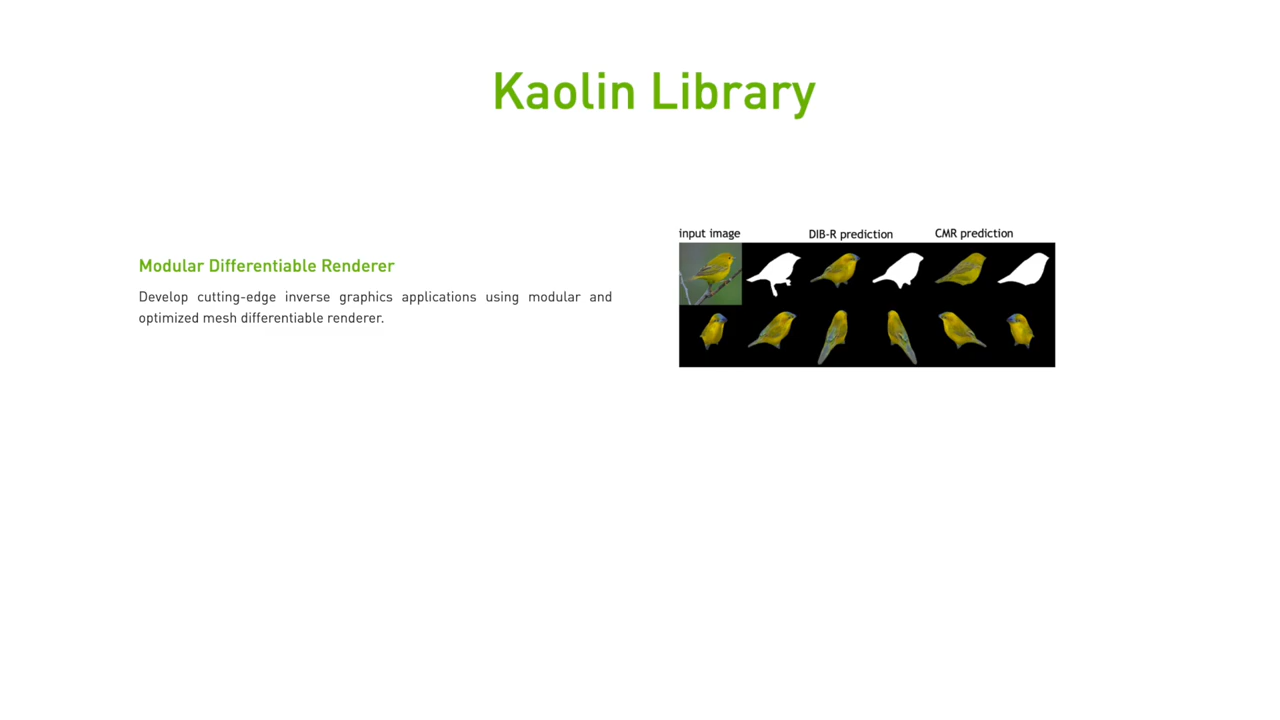 Kaolin Library
Modular Differentiable Renderer
Develop cutting-edge inverse graphics applications using modular and
optimized mesh differentiable renderer.
input image
DIB-R prediction
CMR prediction